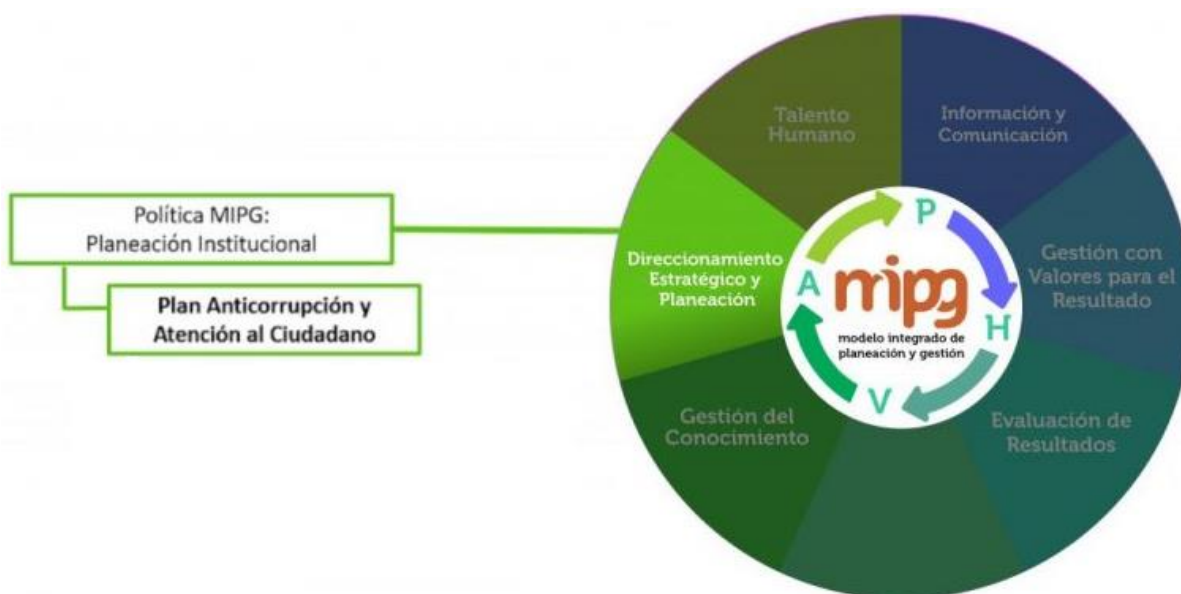 Política MIPG:
Planeación Institucional
Plan Anticorrupción y
Atención al Ciudadano
Talento
Humano
Información y
Comunicación
Direccionamiento
Estratégico y
Planeación
Gestión con
Valores para el
Resultado
Gestión del
Conocimiento
Evaluación de
Resultados
P
H
V
A
mipg
modelo integrado de
planeación y gestión